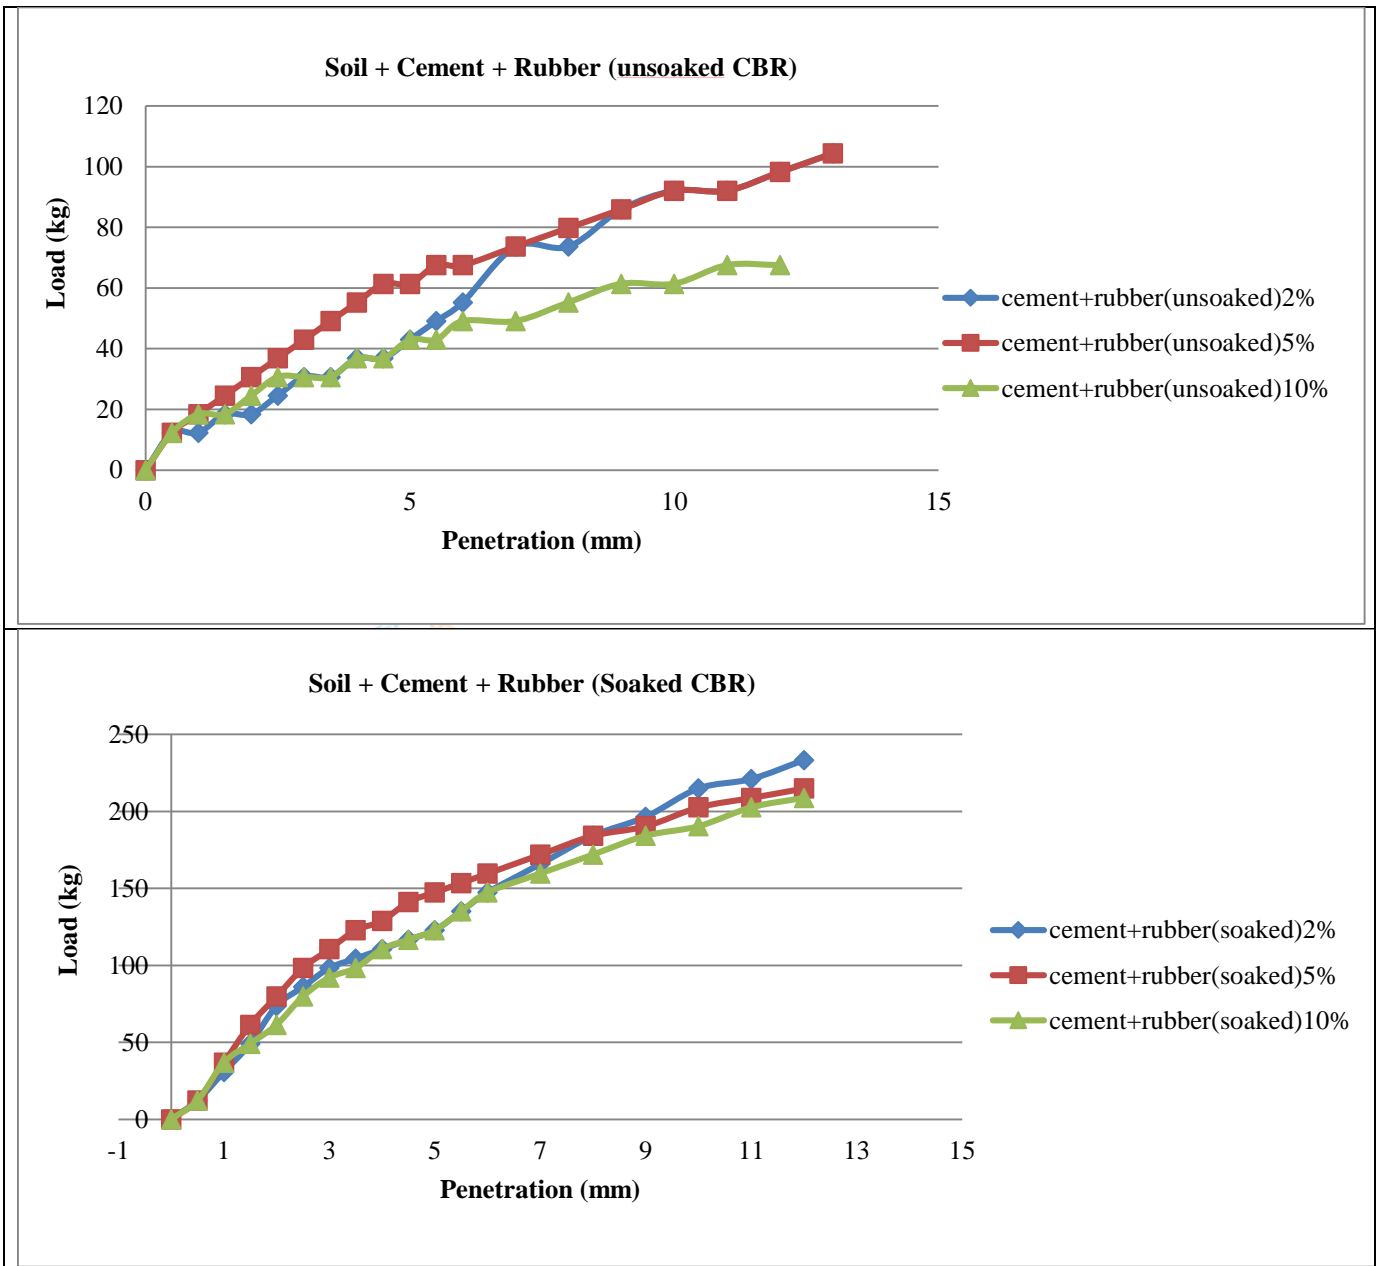 Soil + Cement + Rubber (unsoaked CBR)
120
100
80
60
40
20
0
0 5 10 15
Load (kg)
Penetration (mm)
cement+rubber(unsoaked)2%
cement+rubber(unsoaked)5%
cement+rubber(unsoaked)10%
Soil + Cement + Rubber (Soaked CBR)
250
200
150
100
50
0
-1 1 3 5 7 9 11 13 15
Load (kg)
Penetration (mm)
cement+rubber(soaked)2%
cement+rubber(soaked)5%
cement+rubber(soaked)10%